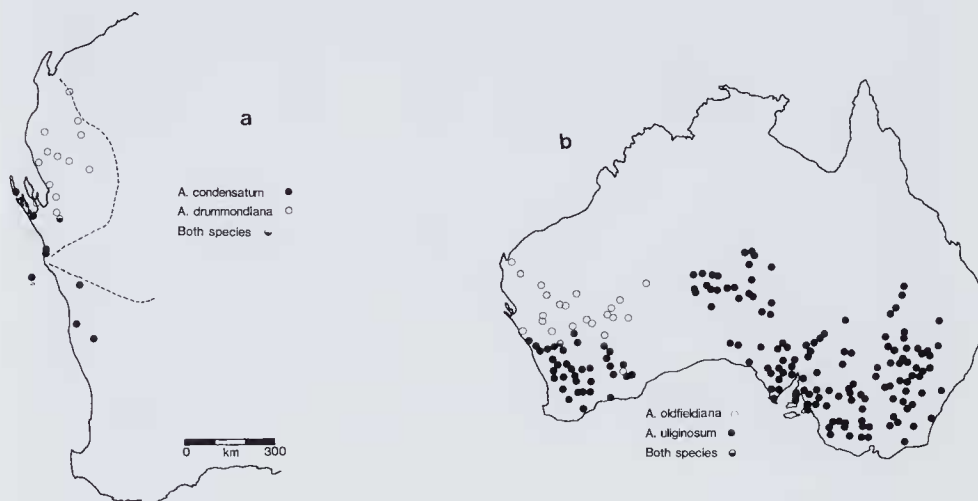 a
A. condensatum
A. drummondiana
Both species
0 km 300
b
A. oldfieldiana
A. uliginosum
Both species